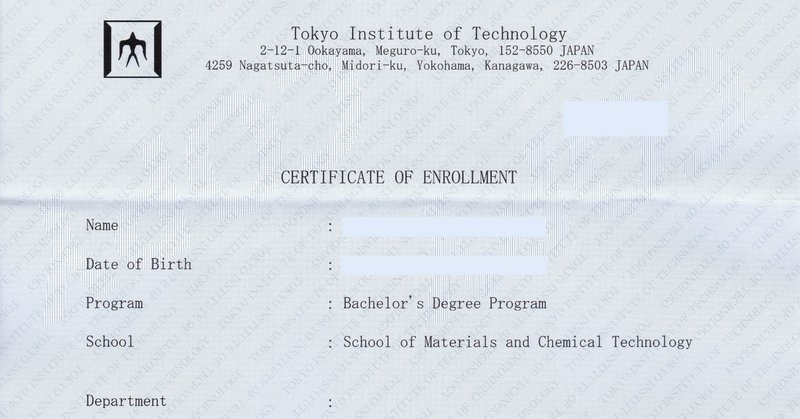 Tokyo Institute of Technology
2-12-1 Ookayama, Meguro-ku, Tokyo, 152-8550 JAPAN
4259 Nagatsuta-cho, Midori-ku, Yokohama, Kanagawa, 226-8503 JAPAN
CERTIFICATE OF ENROLLMENT
Name :
Date of Birth :
Program : Bachelor's Degree Program
School : School of Materials and Chemical Technology
Department :